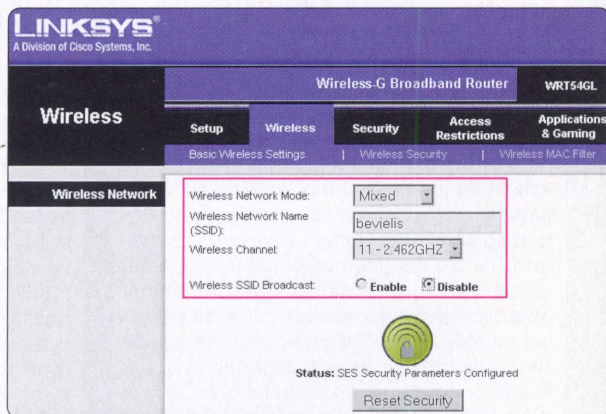 LINKSYS®
A Division of Cisco Systems, Inc.
Wireless-G Broadband Router WRT54GL
Wireless
Setup Wireless Security Access Restrictions Applications & Gaming
Basic Wireless Settings | Wireless Security | Wireless MAC Filter
Wireless Network
Wireless Network Mode: Mixed
Wireless Network Name (SSID): bevielis
Wireless Channel: 11 - 2.462GHZ
Wireless SSID Broadcast: Enable Disable
Status: SES Security Parameters Configured
Reset Security